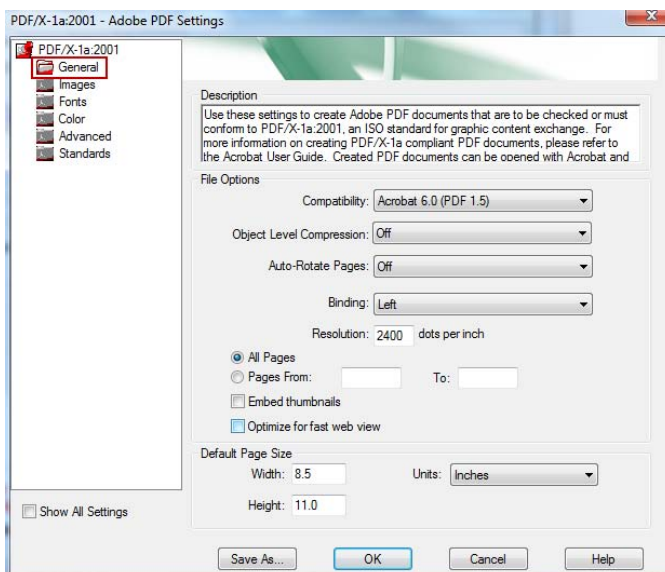 PDF/X-1a:2001 - Adobe PDF Settings
PDF/X-1a:2001
General
Images
Fonts
Color
Advanced
Standards
Show All Settings
Description
Use these settings to create Adobe PDF documents that are to be checked or must
conform to PDF/X-1a:2001, an ISO standard for graphic content exchange. For
more information on creating PDF/X-1a compliant PDF documents, please refer to
the Acrobat User Guide. Created PDF documents can be opened with Acrobat and
File Options
Compatibility: Acrobat 6.0 (PDF 1.5)
Object Level Compression: Off
Auto-Rotate Pages: Off
Binding: Left
Resolution: 2400 dots per inch
All Pages
Pages From: To:
Embed thumbnails
Optimize for fast web view
Default Page Size
Width: 8.5 Units: Inches
Height: 11.0
Save As... OK Cancel Help